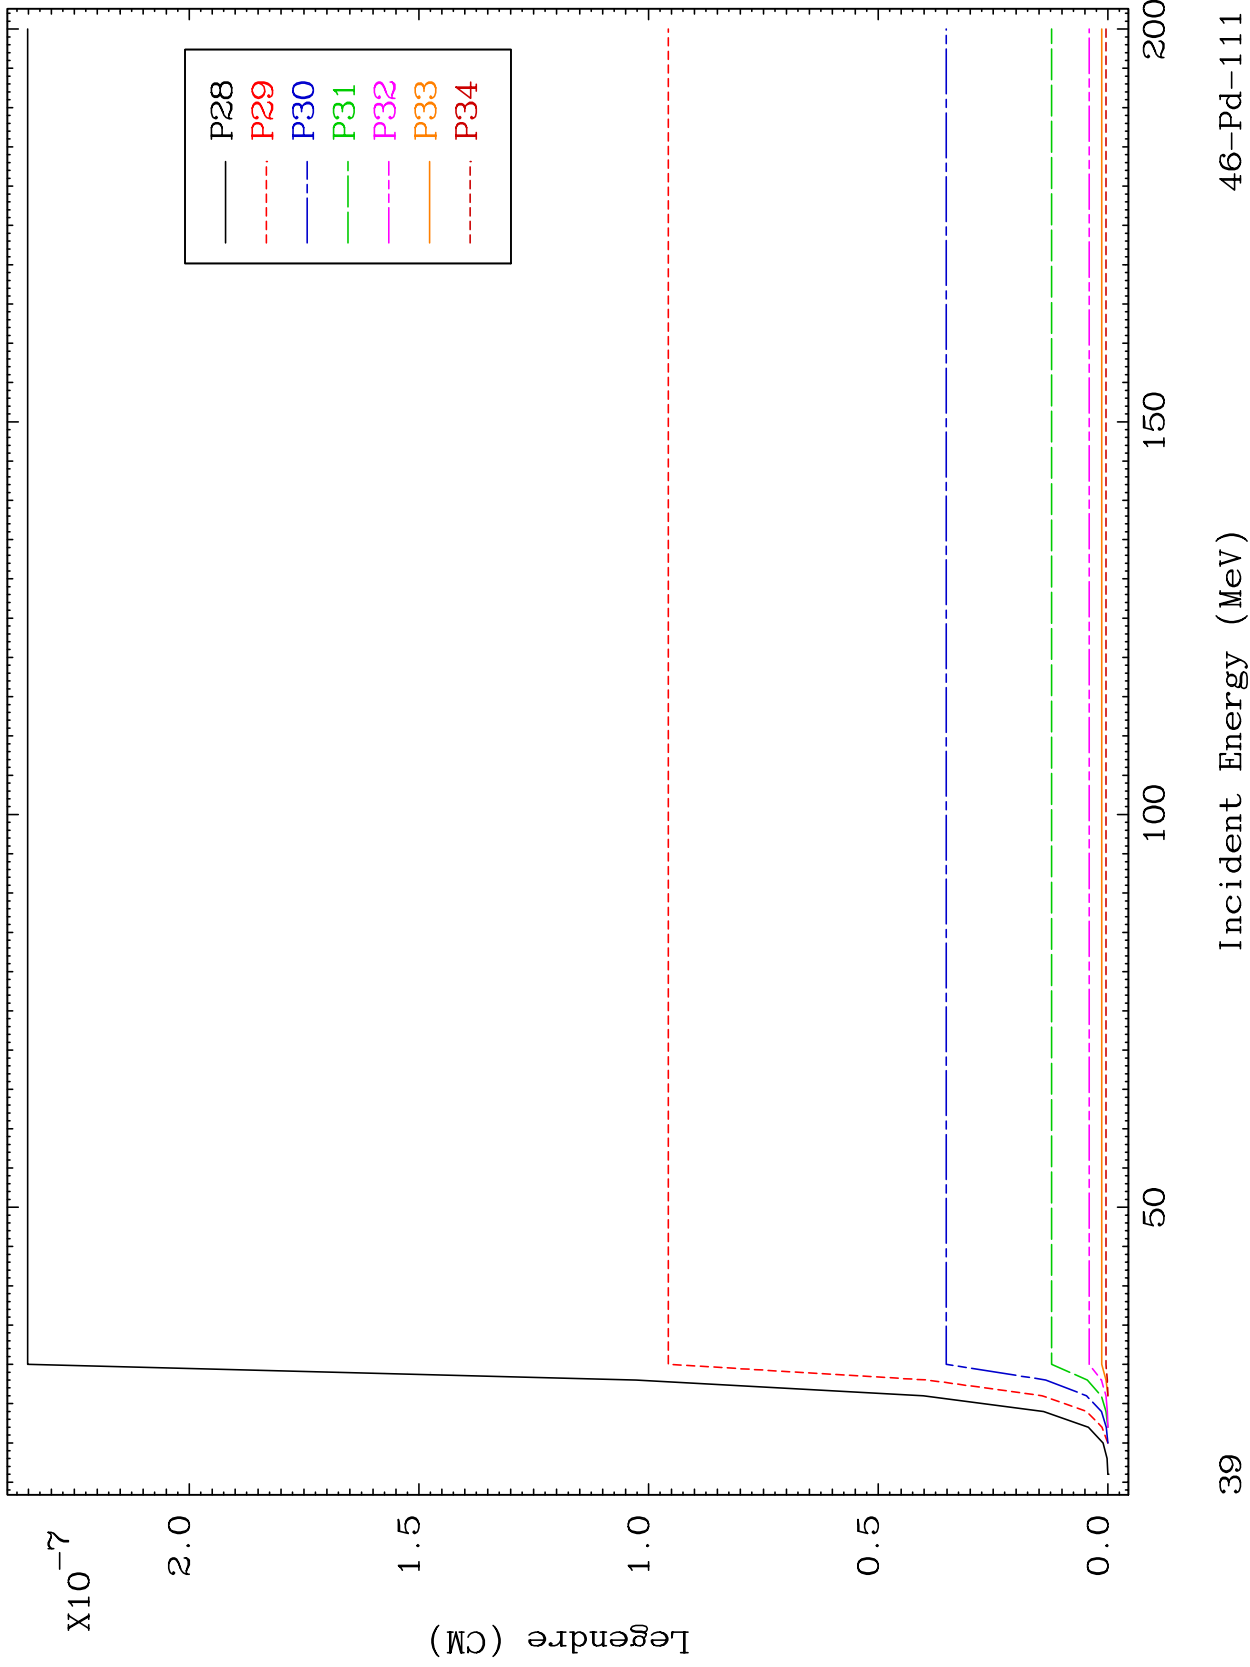 X10-7
2.0
1.5
1.0
0.5
0.0
Legendre (CM)
P28
P29
P30
P31
P32
P33
P34
50
100
150
200
39
Incident Energy (MeV)
46-Pd-111